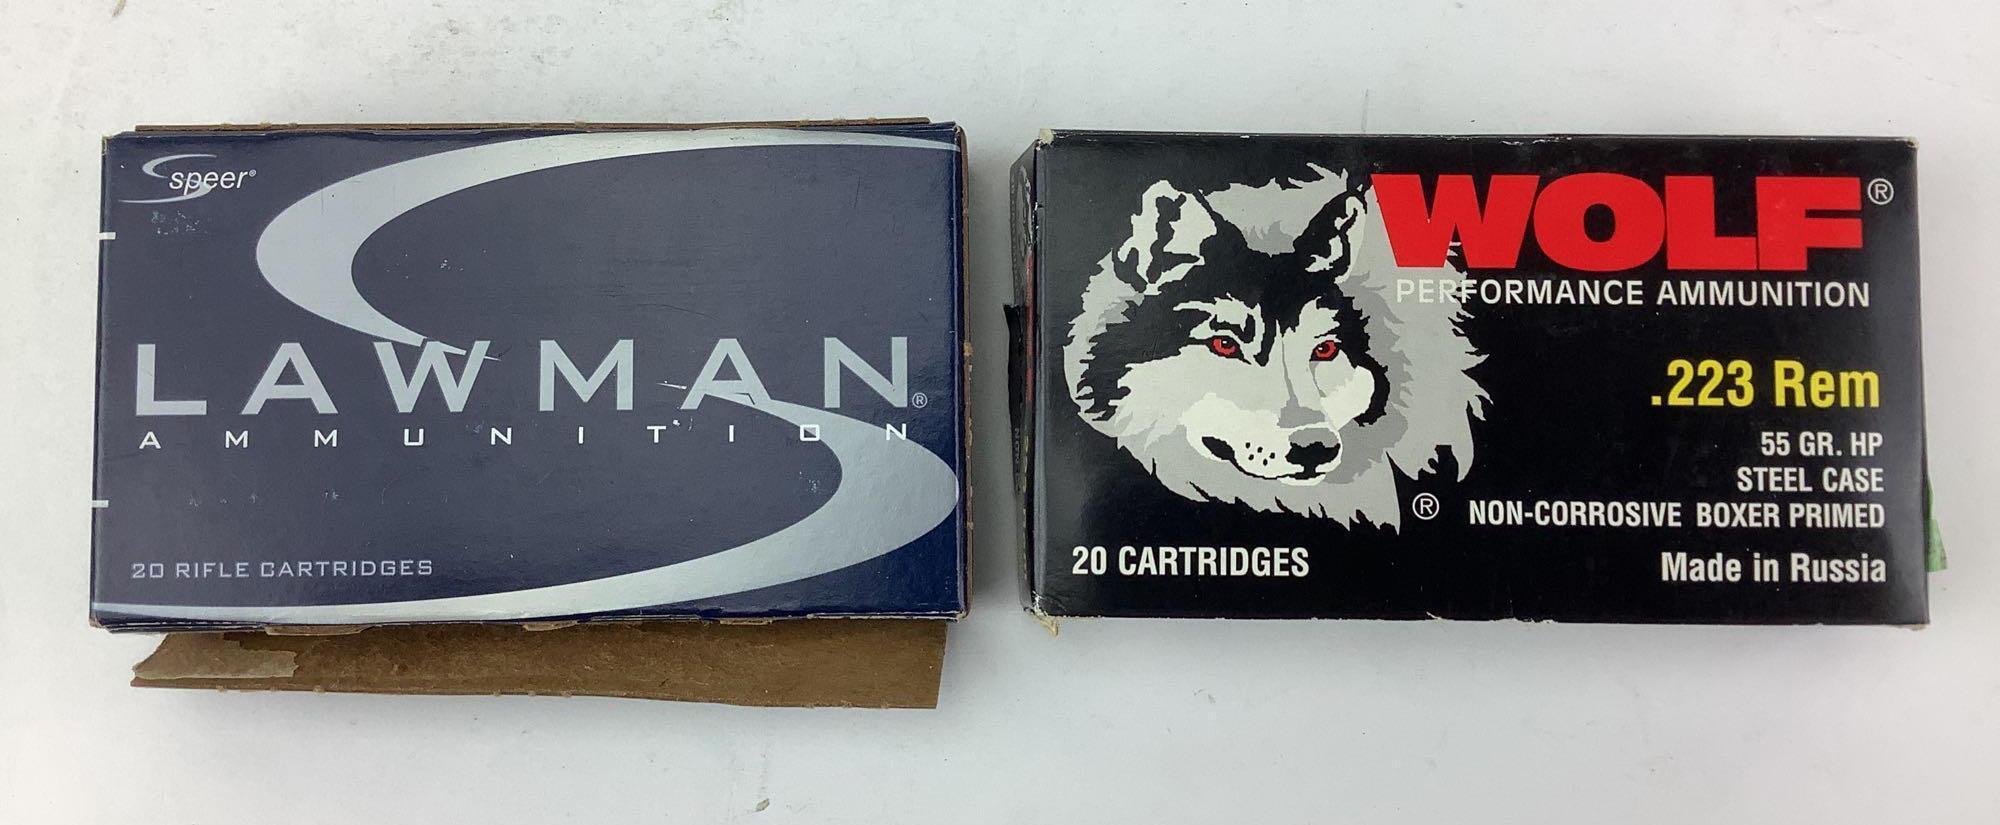 speer®
LAWMAN®
AMMUNITION
20 RIFLE CARTRIDGES
WOLF®
PERFORMANCE AMMUNITION
.223 Rem
55 GR. HP
STEEL CASE
® NON-CORROSIVE BOXER PRIMED
20 CARTRIDGES
Made in Russia